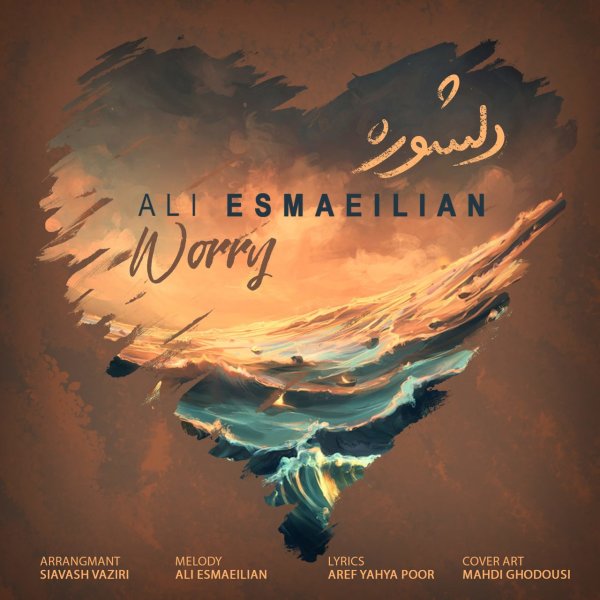 دلشوره
ALI ESMAEILIAN
Worry
ARRANGMANT
SIAVASH VAZIRI
MELODY
ALI ESMAEILIAN
LYRICS
AREF YAHYA POOR
COVER ART
MAHDI GHODOUSI